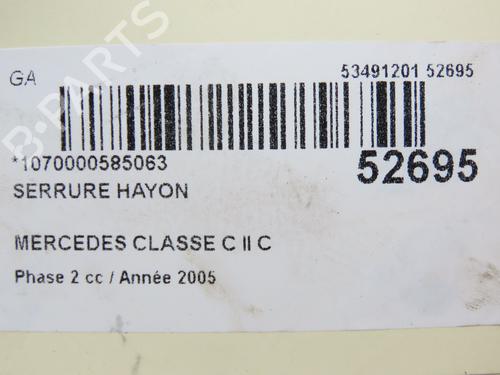 GA
53491201 52695
*1070000585063
52695
SERRURE HAYON
MERCEDES CLASSE C II C
Phase 2 cc / Année 2005
B-PARTS